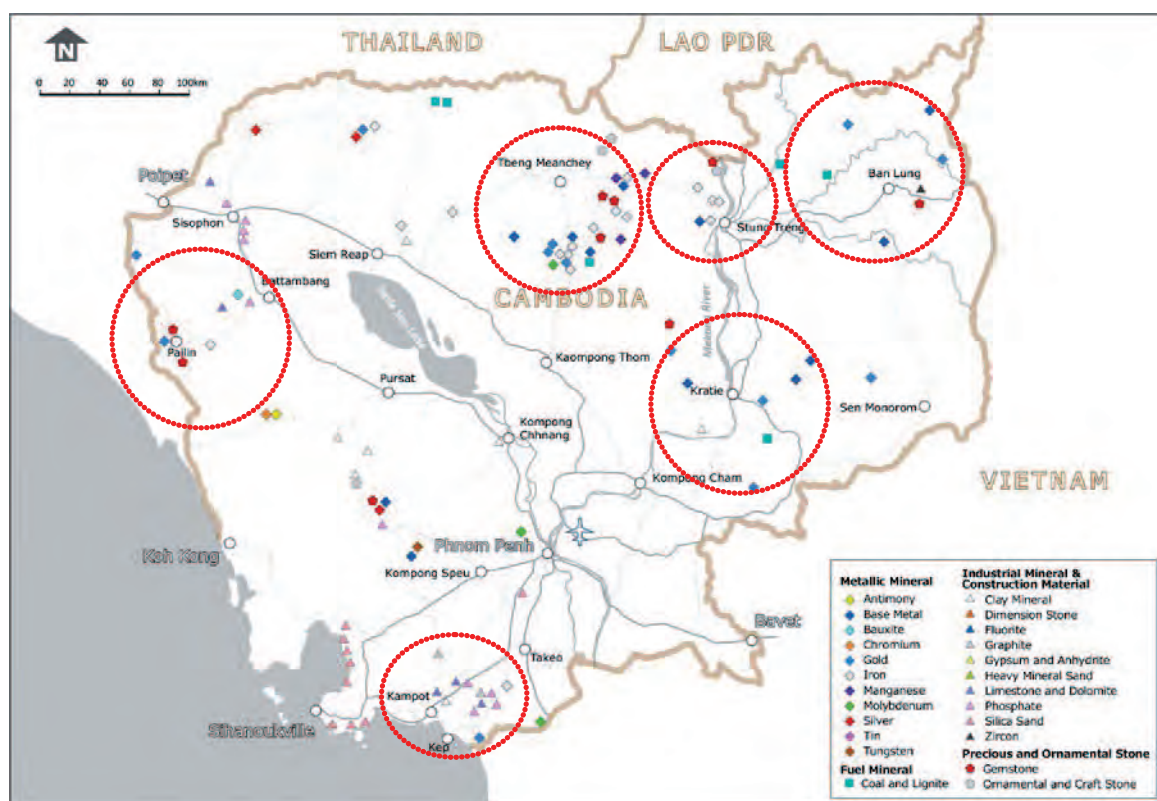 THAILAND
LAO PDR
N
0 20 40 60 80 100km
Tbeng Meanchey
Ban Lung
Poipet
Sisophon
Stung Treng
Siem Reap
Battambang
CAMBODIA
Mekong River
Pailin
Kaompong Thom
Pursat
Kratie
Sen Monorom
Kompong
Chhnang
Kompong Cham
VIETNAM
Koh Kong
Phnom Penh
Kompong Speu
Bavet
Takeo
Kampot
Sihanoukville
Kep
Metallic Mineral
Antimony
Base Metal
Bauxite
Chromium
Gold
Iron
Manganese
Molybdenum
Silver
Tin
Tungsten
Fuel Mineral
Coal and Lignite
Industrial Mineral &
Construction Material
Clay Mineral
Dimension Stone
Fluorite
Graphite
Gypsum and Anhydrite
Heavy Mineral Sand
Limestone and Dolomite
Phosphate
Silica Sand
Zircon
Precious and Ornamental Stone
Gemstone
Ornamental and Craft Stone